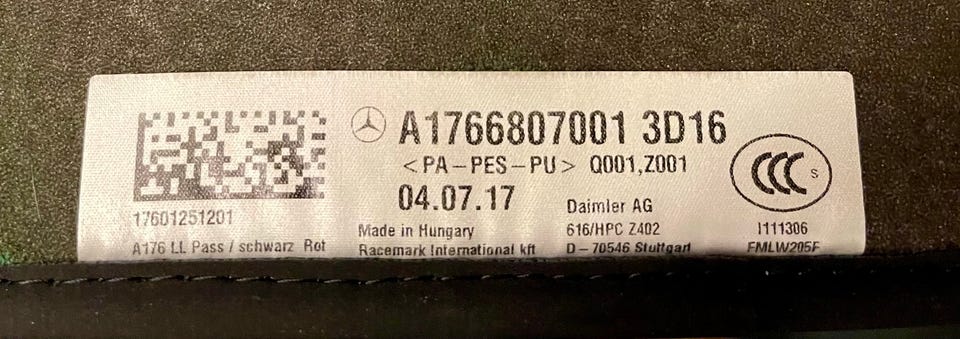 A1766807001 3D16
<PA-PES-PU> Q001,Z001
04.07.17
Daimler AG
Made in Hungary
616/HPC Z402
Racemark International kft
D-70546 Stuttgart
17601251201
A176 LL Pass / schwarz Rot
CCC S
I111306
FMLW205F